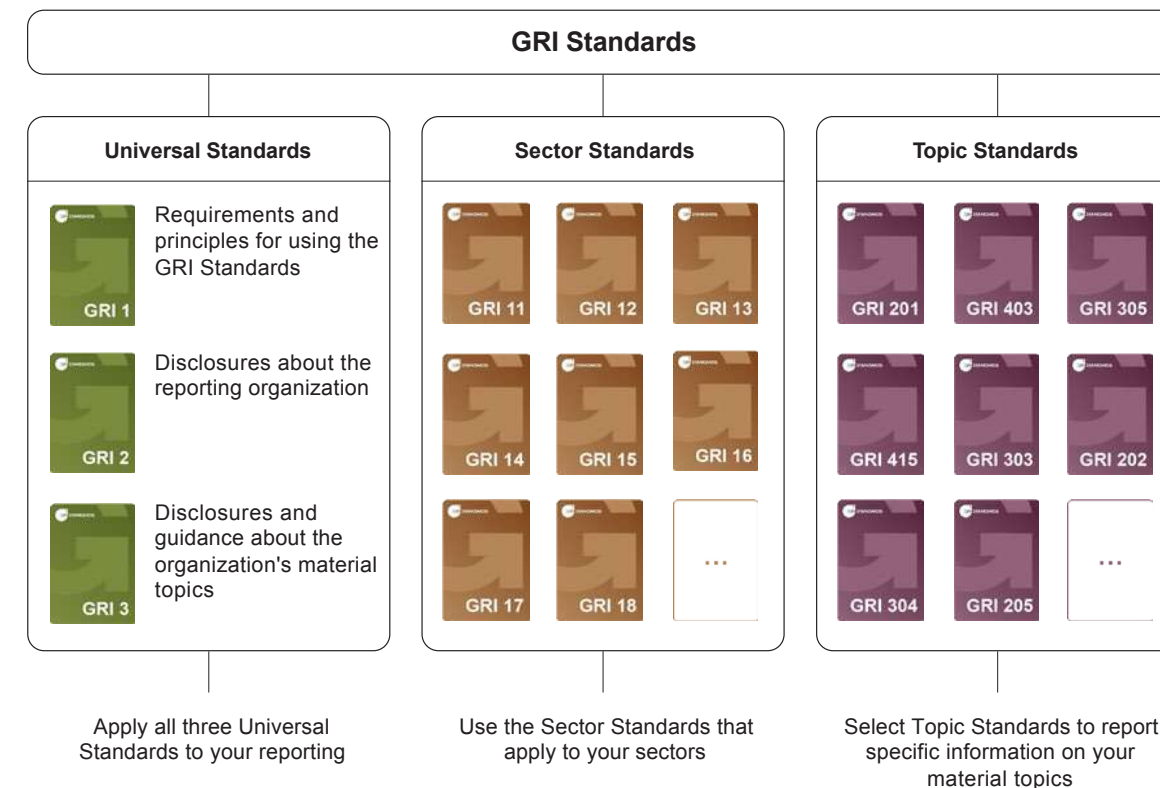 GRI Standards
Universal Standards
GRI 1
Requirements and
principles for using the
GRI Standards
GRI 2
Disclosures about the
reporting organization
GRI 3
Disclosures and
guidance about the
organization's material
topics
Apply all three Universal
Standards to your reporting
Sector Standards
GRI 11
GRI 12
GRI 13
GRI 14
GRI 15
GRI 16
GRI 17
GRI 18
...
Use the Sector Standards that
apply to your sectors
Topic Standards
GRI 201
GRI 403
GRI 305
GRI 415
GRI 303
GRI 202
GRI 304
GRI 205
...
Select Topic Standards to report
specific information on your
material topics